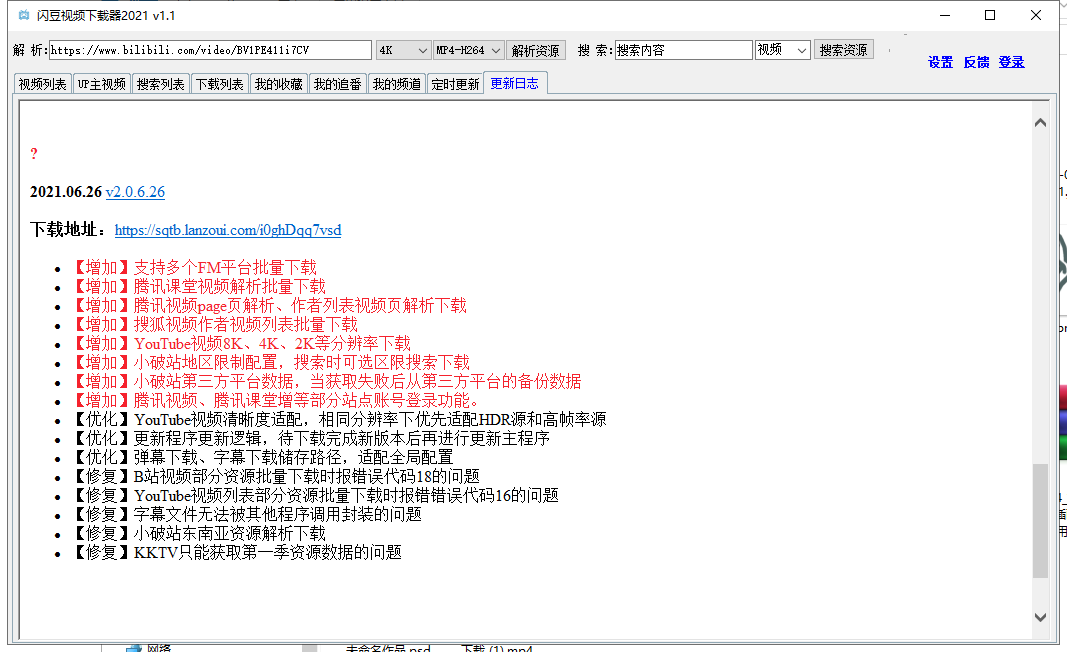 闪豆视频下载器2021 v1.1
解 析: https://www.bilibili.com/video/BV1PE411i7CV 4K MP4-H264 解析资源 搜 索: 搜索内容 视频 搜索资源
设置 反馈 登录
视频列表 UP主视频 搜索列表 下载列表 我的收藏 我的追番 我的频道 定时更新 更新日志
?
2021.06.26 v2.0.6.26
下载地址：https://sqtb.lanzoui.com/i0ghDqq7vsd
【增加】支持多个FM平台批量下载
【增加】腾讯课堂视频解析批量下载
【增加】腾讯视频page页解析、作者列表视频页解析下载
【增加】搜狐视频作者视频列表批量下载
【增加】YouTube视频8K、4K、2K等分辨率下载
【增加】小破站地区限制配置，搜索时可选区限搜索下载
【增加】小破站第三方平台数据，当获取失败后从第三方平台的备份数据
【增加】腾讯视频、腾讯课堂增等部分站点账号登录功能。
【优化】YouTube视频清晰度适配，相同分辨率下优先适配HDR源和高帧率源
【优化】更新程序更新逻辑，待下载完成新版本后再进行更新主程序
【优化】弹幕下载、字幕下载储存路径，适配全局配置
【修复】B站视频部分资源批量下载时报错误代码18的问题
【修复】YouTube视频列表部分资源批量下载时报错错误代码16的问题
【修复】字幕文件无法被其他程序调用封装的问题
【修复】小破站东南亚资源解析下载
【修复】KKTV只能获取第一季资源数据的问题
网络 未命名作品.psd 下载 (1).mp4